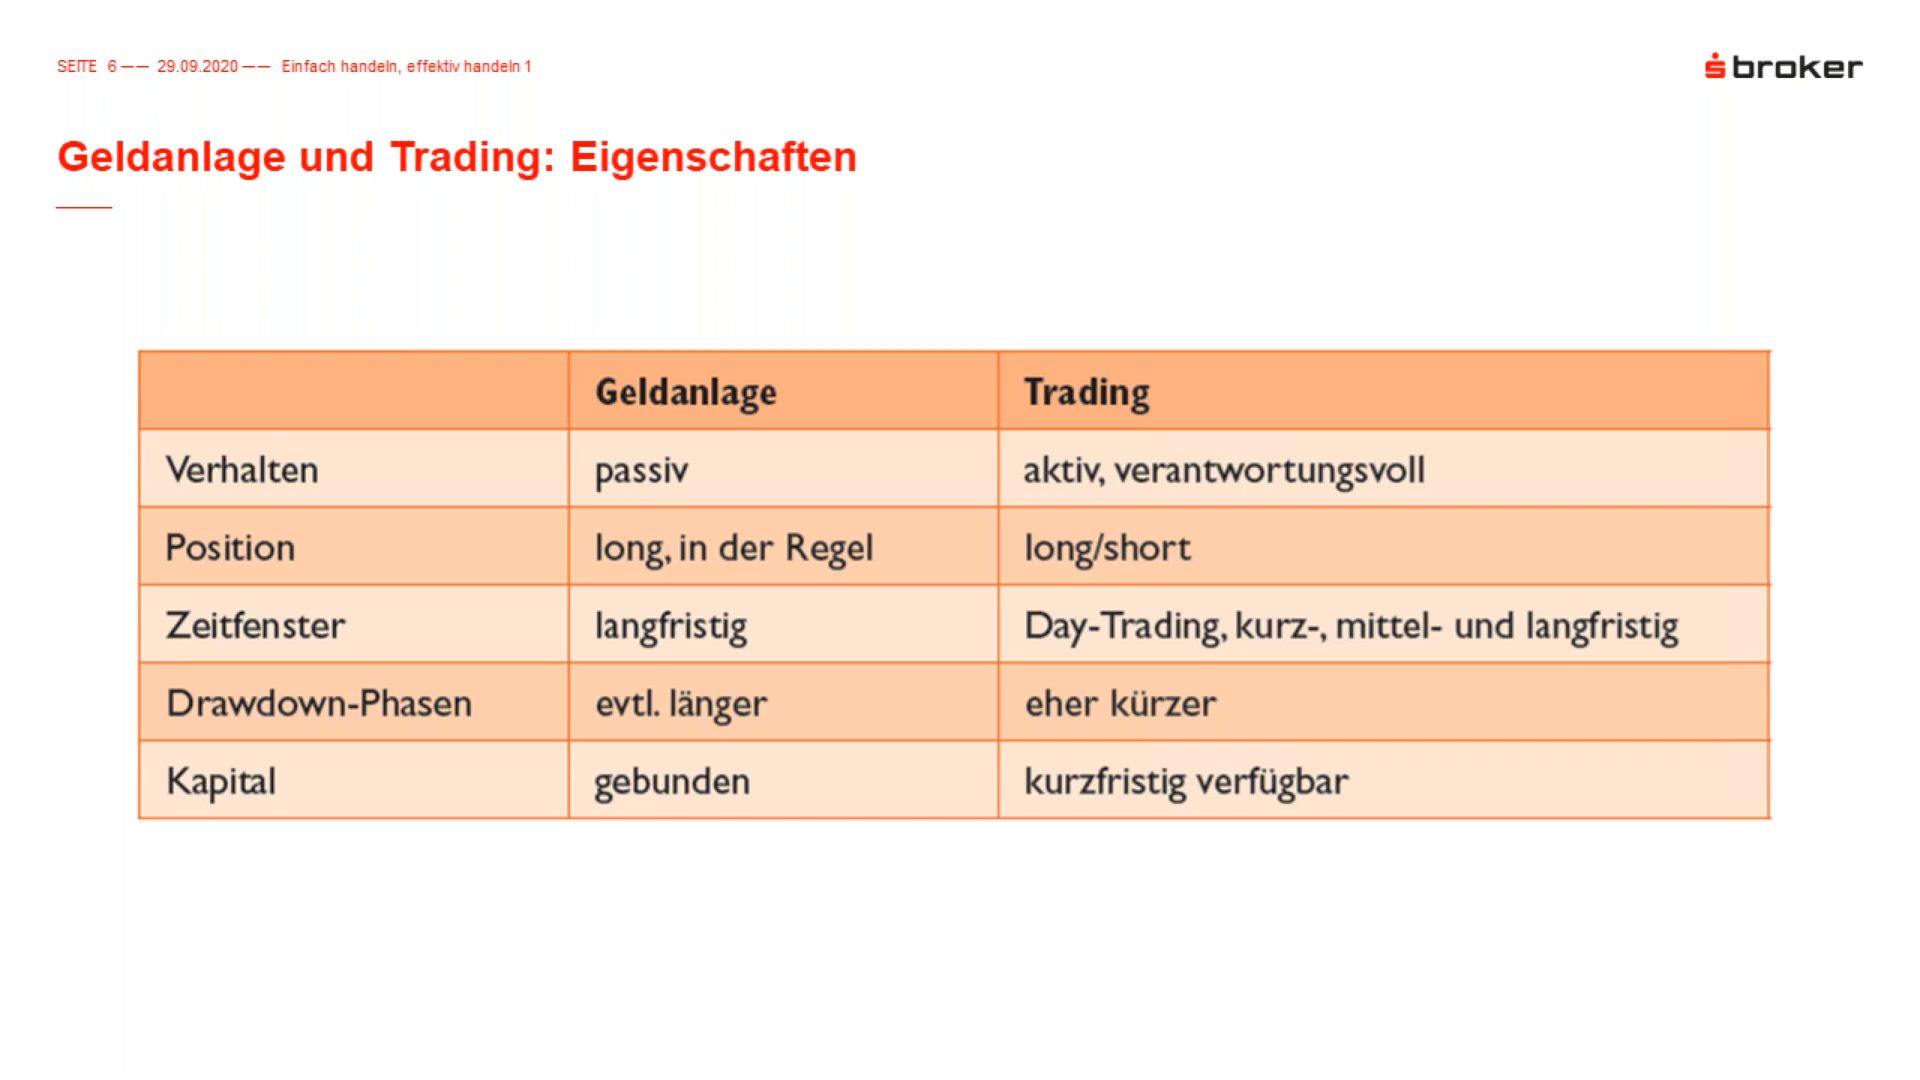 SEITE 6 —— 29.09.2020 —— Einfach handeln, effektiv handeln 1
broker
Geldanlage und Trading: Eigenschaften
Geldanlage Trading
Verhalten passiv aktiv, verantwortungsvoll
Position long, in der Regel long/short
Zeitfenster langfristig Day-Trading, kurz-, mittel- und langfristig
Drawdown-Phasen evtl. länger eher kürzer
Kapital gebunden kurzfristig verfügbar